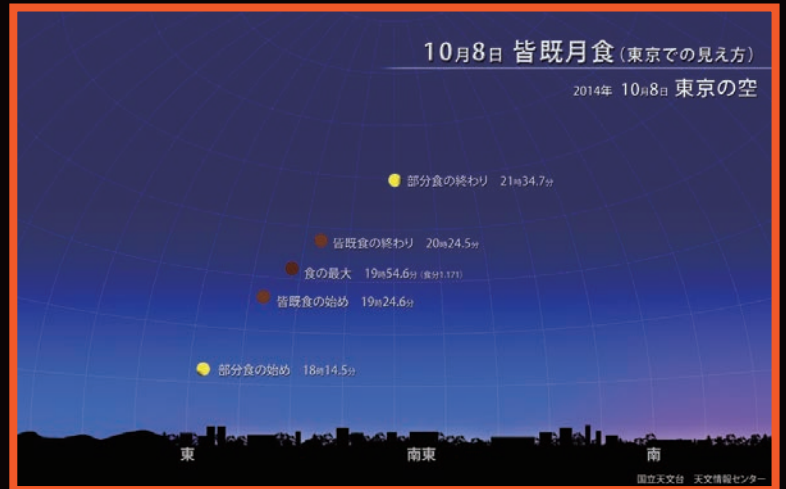 10月8日 皆既月食（東京での見え方）
2014年 10月8日 東京の空
部分食の終わり 21時34.7分
皆既食の終わり 20時24.5分
食の最大 19時54.6分（食分1.171）
皆既食の始め 19時24.6分
部分食の始め 18時14.5分
東 南東 南
国立天文台 天文情報センター